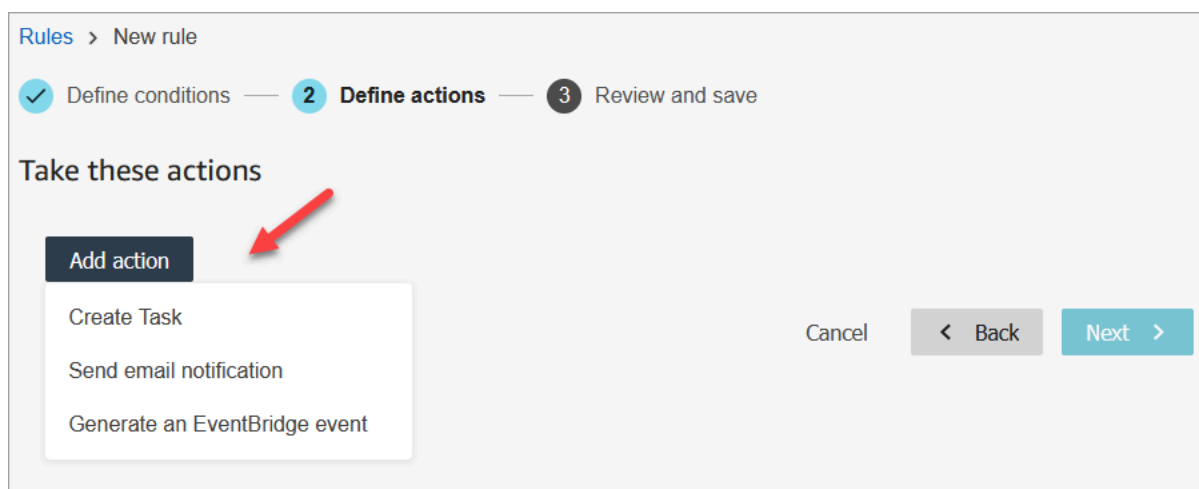 Rules > New rule
Define conditions 2 Define actions 3 Review and save
Take these actions
Add action
Create Task
Send email notification
Generate an EventBridge event
Cancel < Back Next >